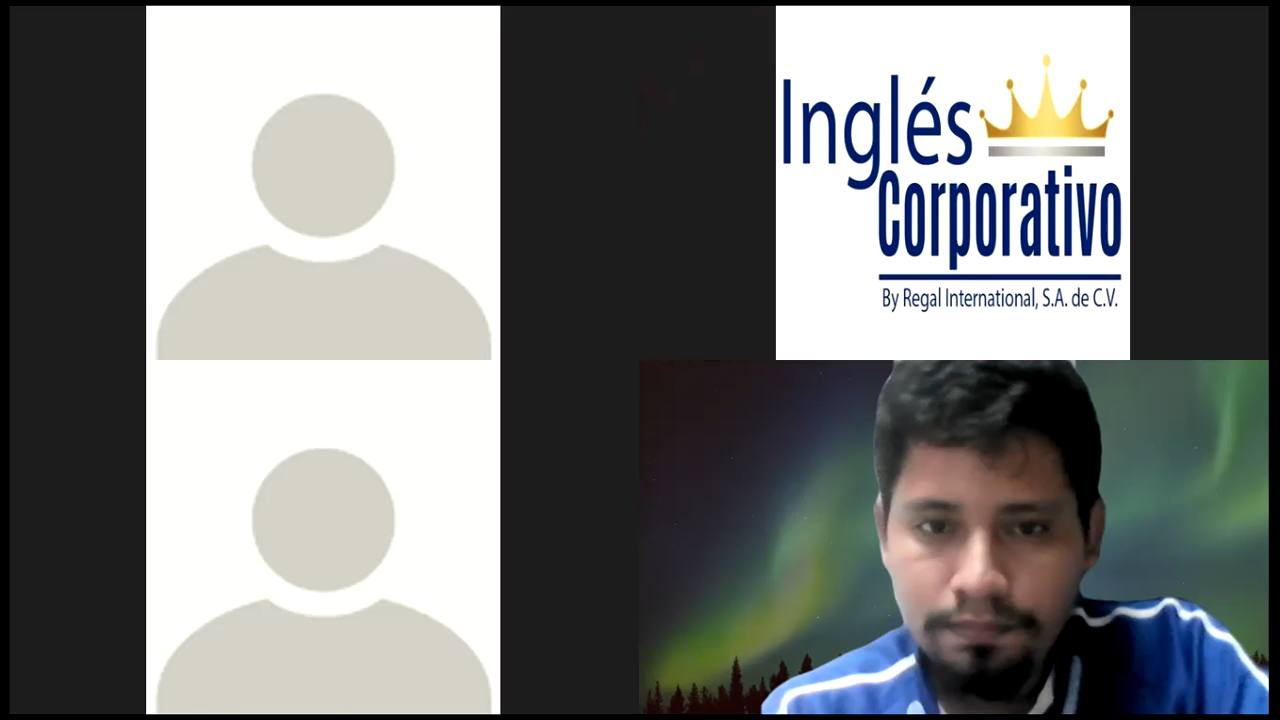 Inglés
Corporativo
By Regal International, S.A. de C.V.